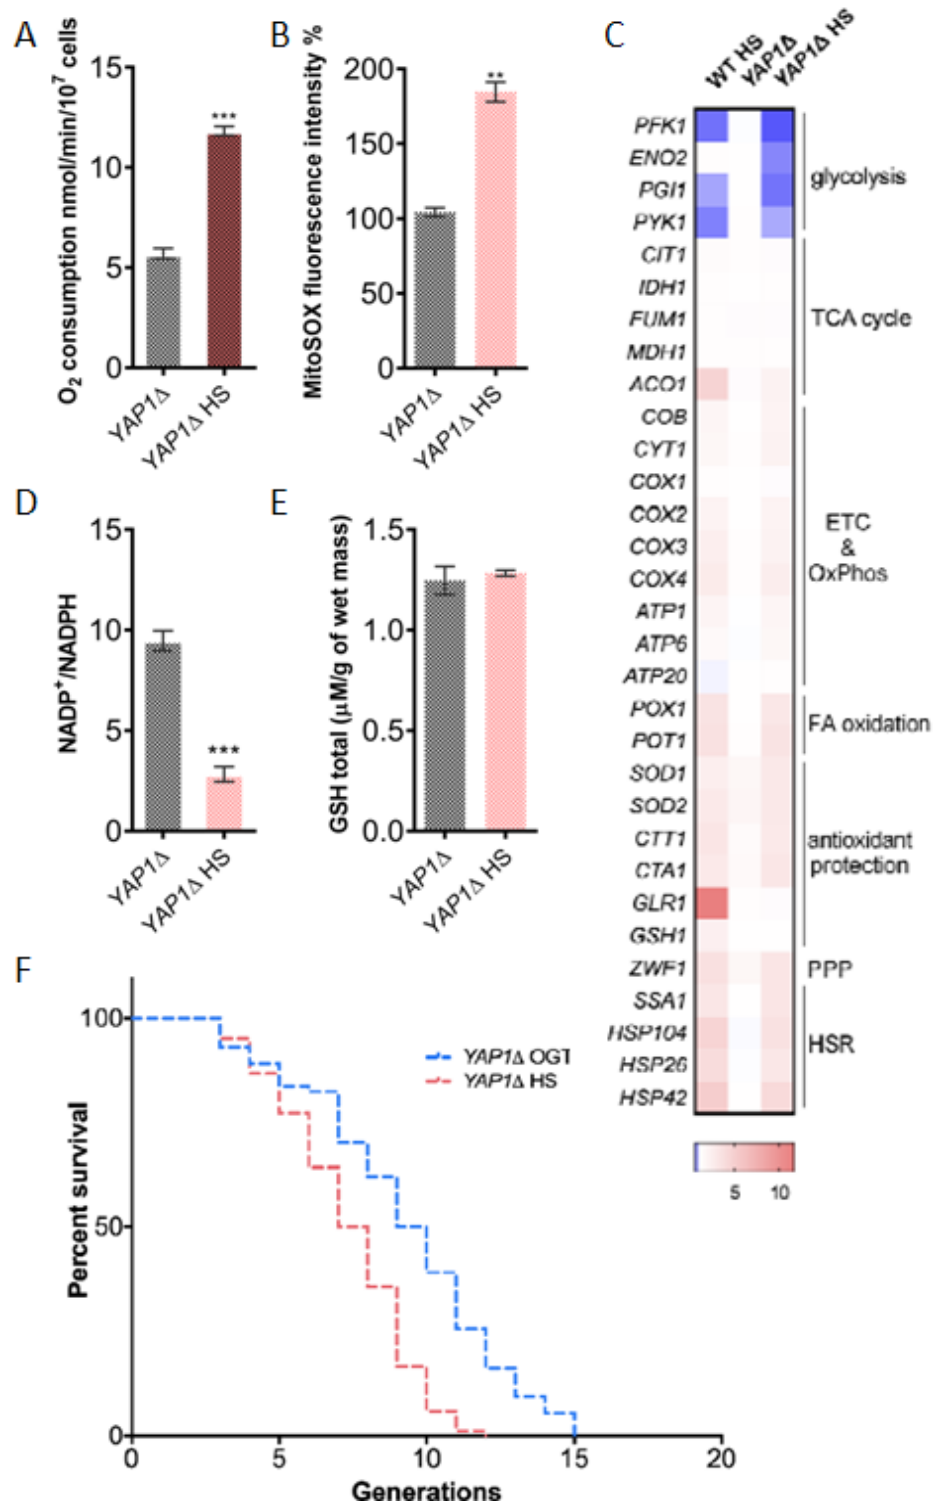 A
O2 consumption nmol/min/10^7 cells
15
10
5
0
***
YAP1Δ
YAP1Δ HS
B
MitoSOX fluorescence intensity %
200
150
100
50
0
**
YAP1Δ
YAP1Δ HS
C
WT HS
YAP1Δ
YAP1Δ HS
PFK1
ENO2
PGI1
PYK1
glycolysis
CIT1
IDH1
FUM1
MDH1
ACO1
TCA cycle
COB
CYT1
COX1
COX2
COX3
COX4
ATP1
ATP6
ATP20
ETC
&
OxPhos
POX1
POT1
FA oxidation
SOD1
SOD2
CTT1
CTA1
GLR1
GSH1
antioxidant
protection
ZWF1
PPP
SSA1
HSP104
HSP26
HSP42
HSR
5 10
D
NADP+/NADPH
15
10
5
0
***
YAP1Δ
YAP1Δ HS
E
GSH total (μM/g of wet mass)
1.5
1.0
0.5
0.0
YAP1Δ
YAP1Δ HS
F
Percent survival
100
50
0
YAP1Δ OGT
YAP1Δ HS
0 5 10 15 20
Generations